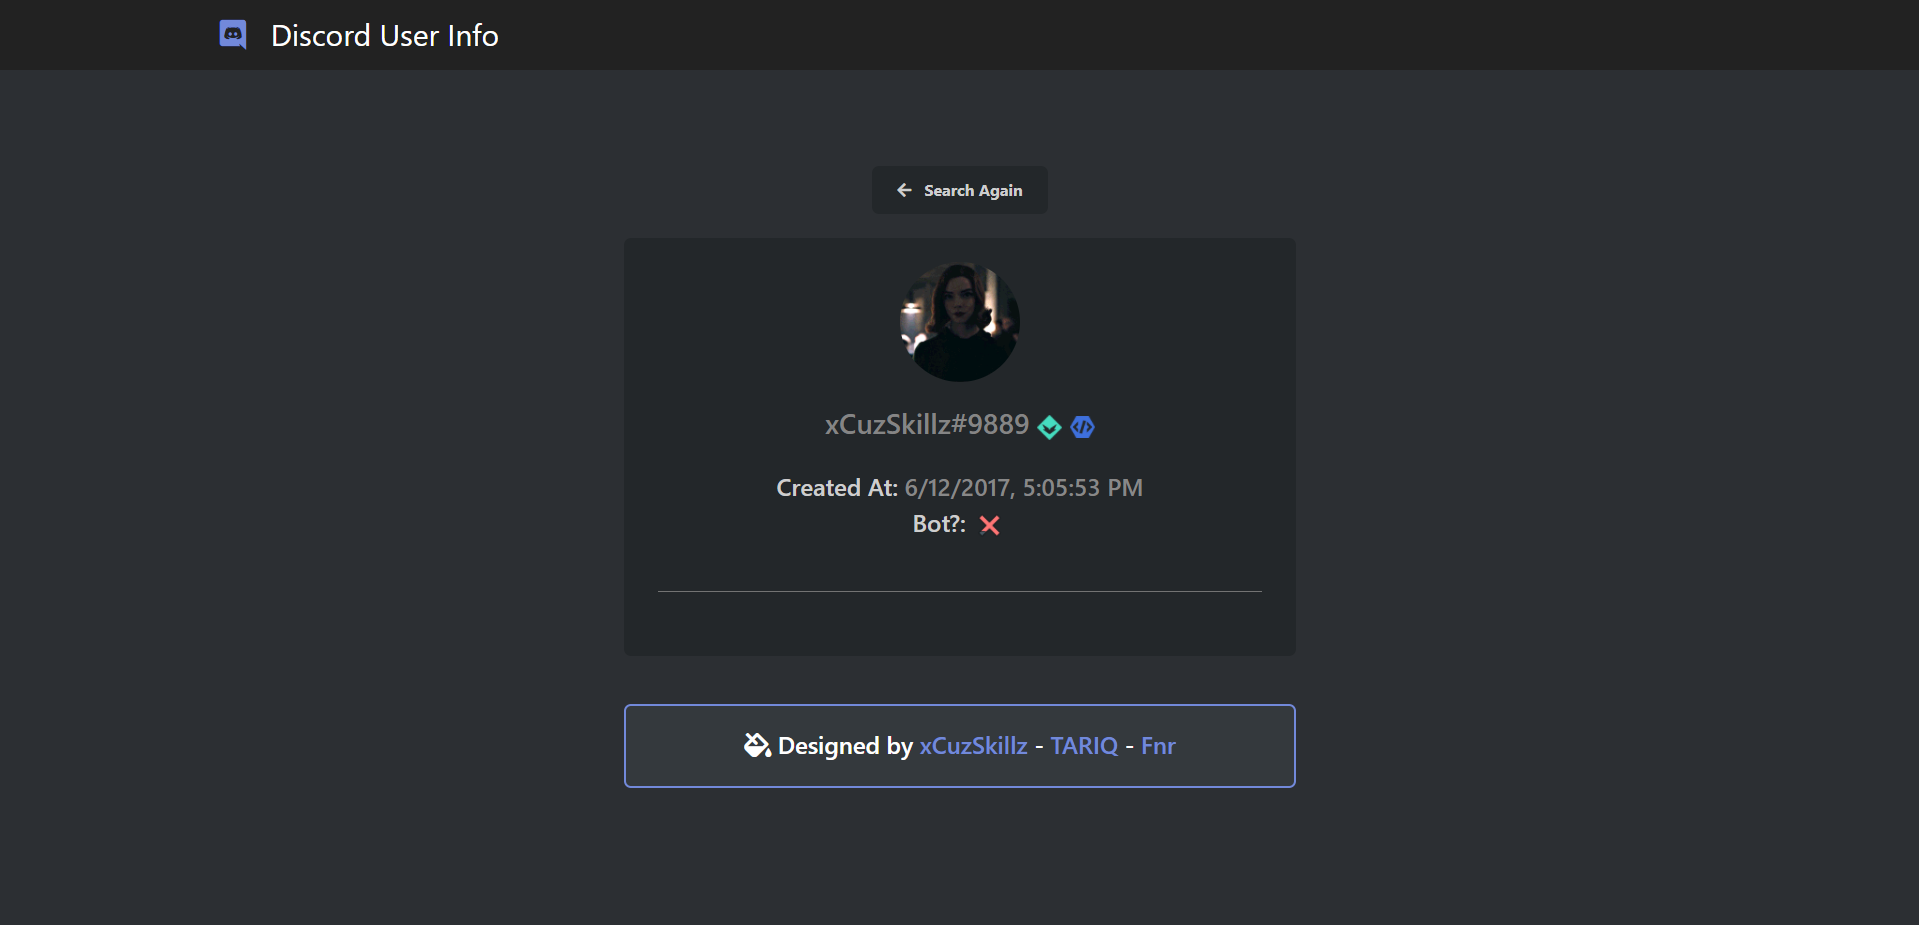 Discord User Info
Search Again
xCuzSkillz#9889
Created At: 6/12/2017, 5:05:53 PM
Bot?:
Designed by xCuzSkillz - TARIQ - Fnr